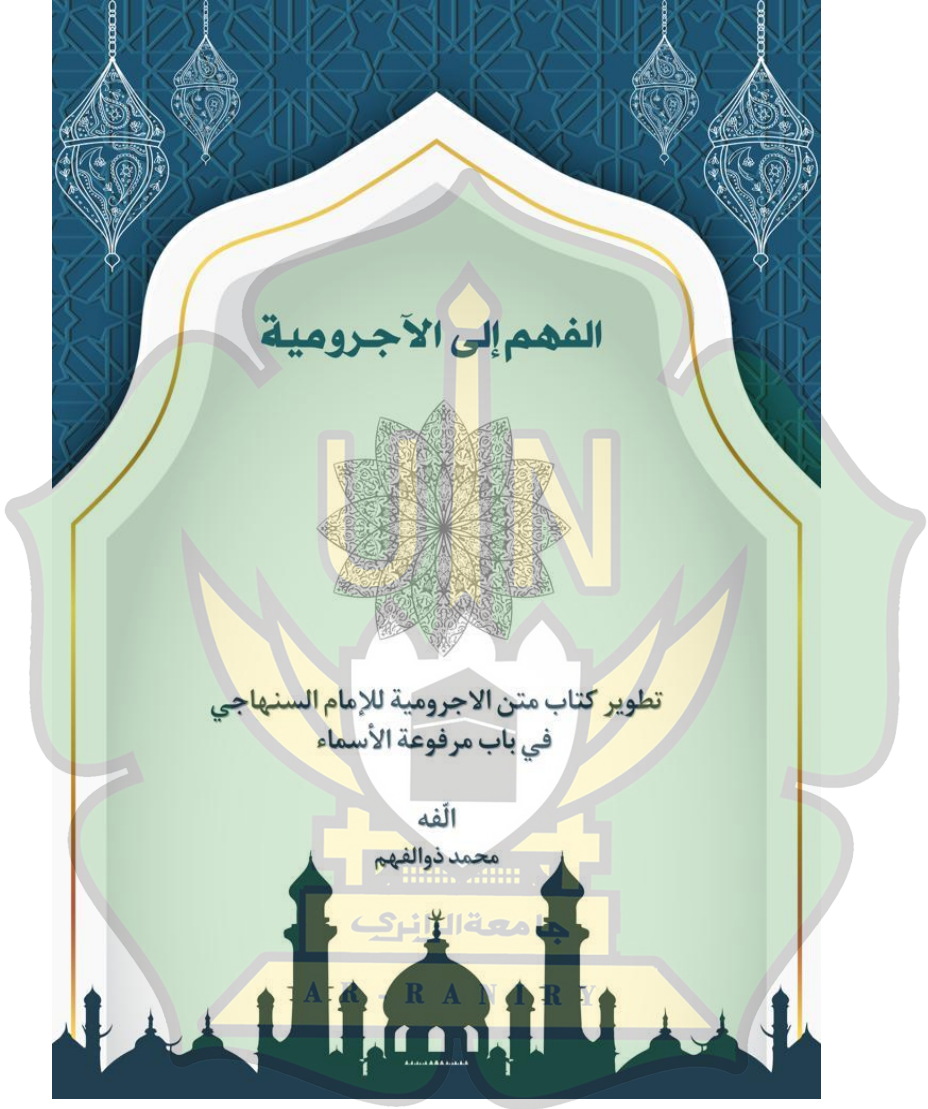 الفهم إلى الآجرومية
UIN
تطوير كتاب متن الاجرومية للإمام السنهاجي
في باب مرفوعة الأسماء
الّفه
محمد ذوالفهم
جامعة الرانري
AR-RANIRY